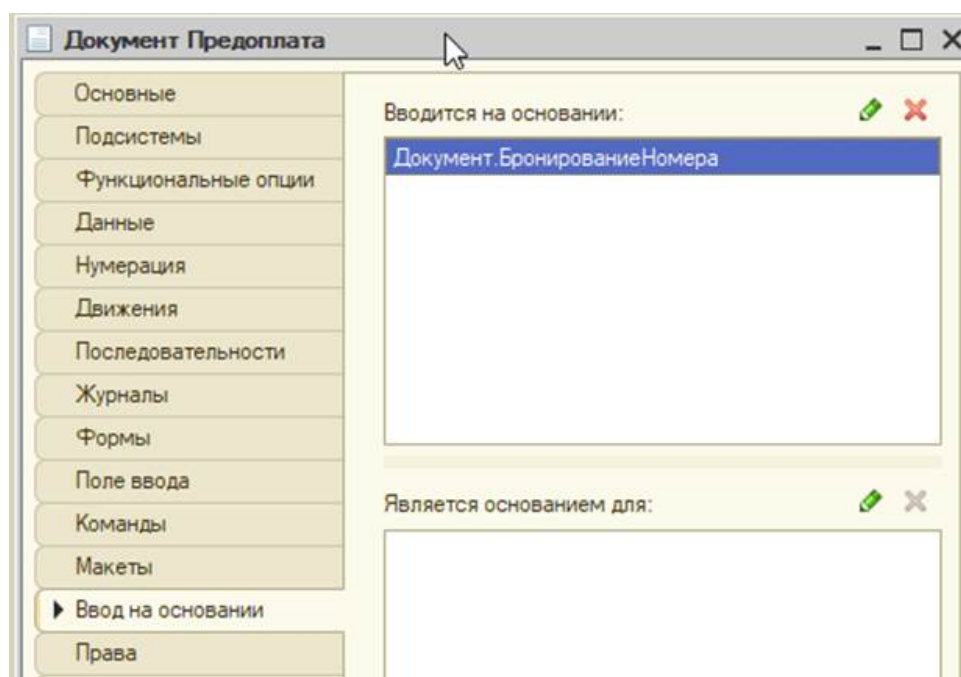 Документ Предоплата
Основные
Подсистемы
Функциональные опции
Данные
Нумерация
Движения
Последовательности
Журналы
Формы
Поле ввода
Команды
Макеты
Ввод на основании
Права
Вводится на основании:
Документ.БронированиеНомера
Является основанием для: